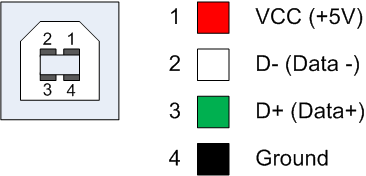 2 1
3 4
1 VCC (+5V)
2 D- (Data -)
3 D+ (Data+)
4 Ground